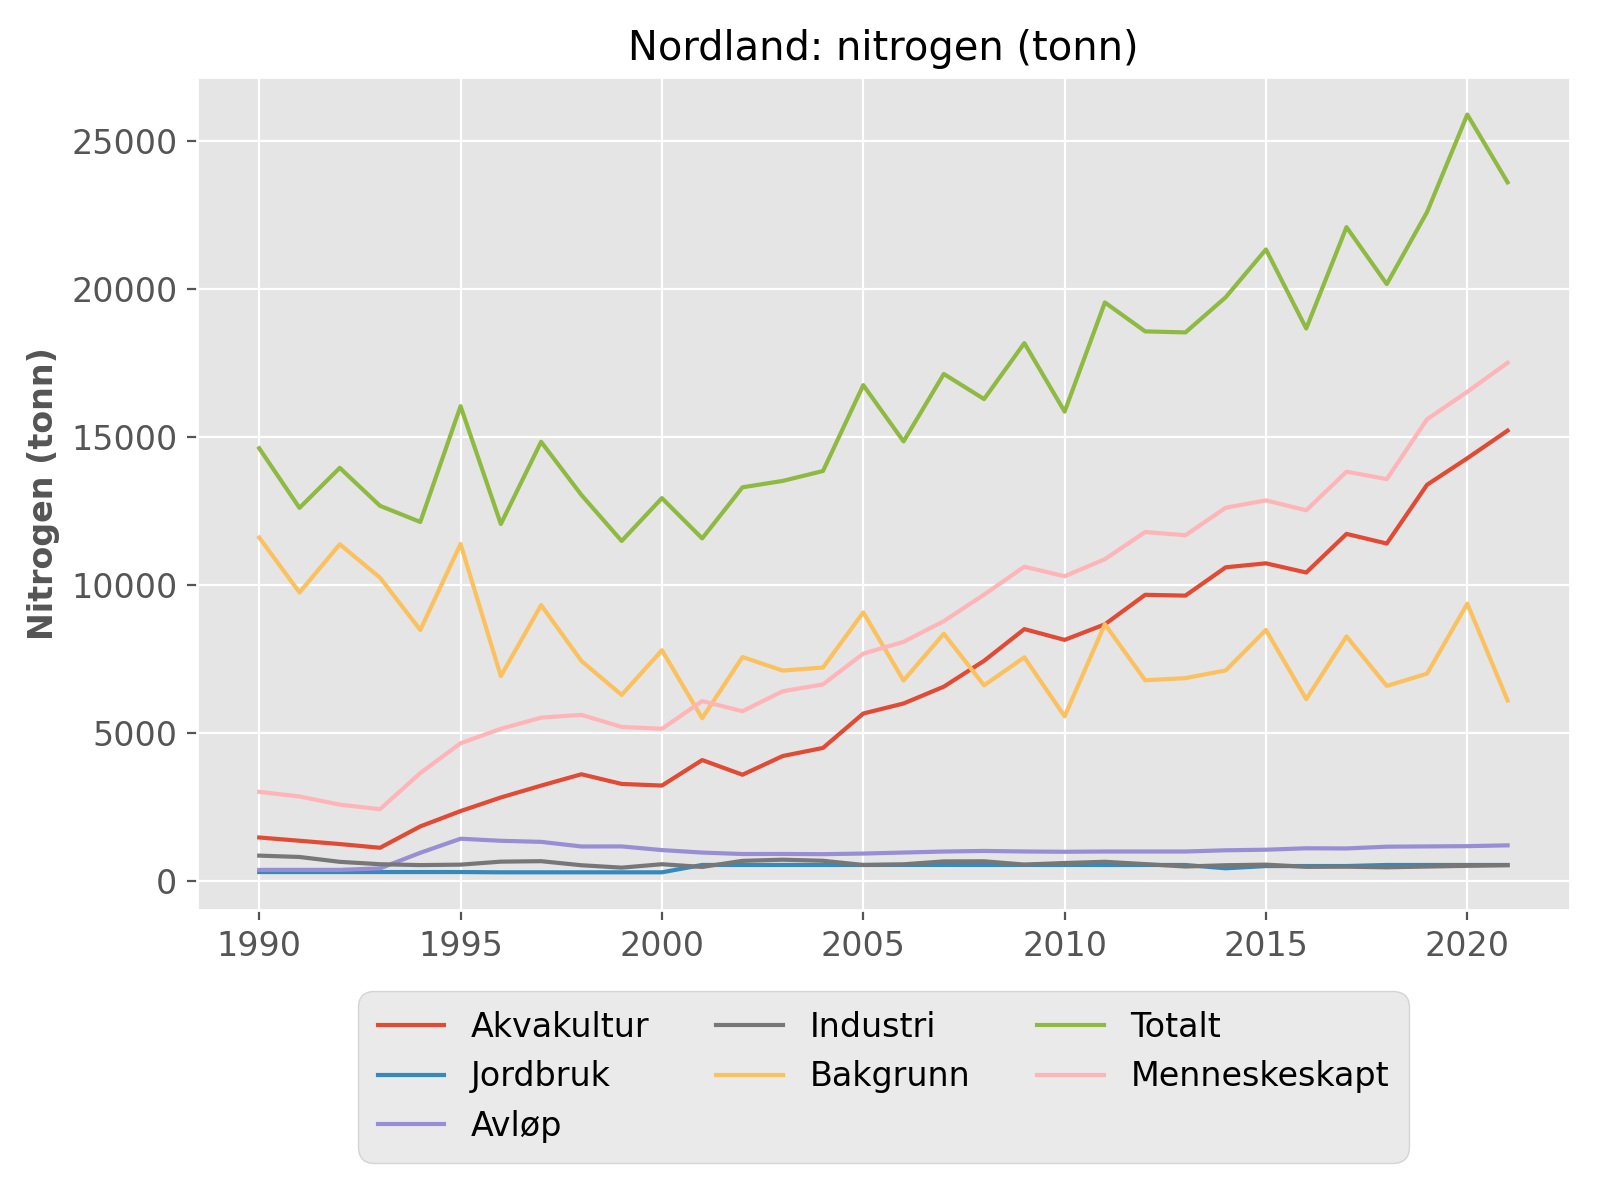 Nordland: nitrogen (tonn)
Nitrogen (tonn)
25000
20000
15000
10000
5000
0
1990 1995 2000 2005 2010 2015 2020
Akvakultur Industri Totalt
Jordbruk Bakgrunn Menneskeskapt
Avløp